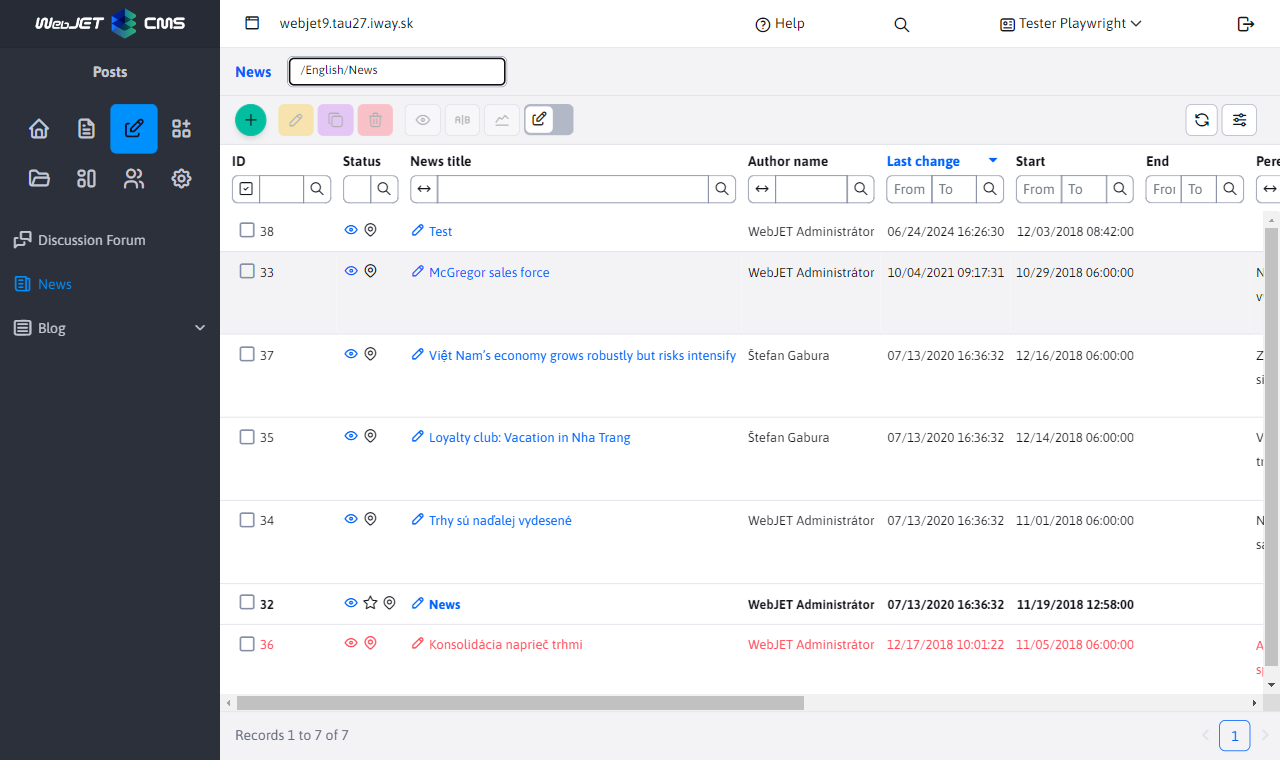 WebJET CMS
webjet9.tau27.iway.sk
Help
Tester Playwright
Posts
News
/English/News
A|B
ID Status News title Author name Last change Start End Pere
From To From To To
Discussion Forum
News
Blog
38 Test WebJET Administrátor 06/24/2024 16:26:30 12/03/2018 08:42:00
33 McGregor sales force WebJET Administrátor 10/04/2021 09:17:31 10/29/2018 06:00:00
37 Việt Nam’s economy grows robustly but risks intensify Štefan Gabura 07/13/2020 16:36:32 12/16/2018 06:00:00 Z
si
35 Loyalty club: Vacation in Nha Trang Štefan Gabura 07/13/2020 16:36:32 12/14/2018 06:00:00 V
34 Trhy sú naďalej vydesené WebJET Administrátor 07/13/2020 16:36:32 11/01/2018 06:00:00
32 News WebJET Administrátor 07/13/2020 16:36:32 11/19/2018 12:58:00
36 Konsolidácia naprieč trhmi WebJET Administrátor 12/17/2018 10:01:22 11/05/2018 06:00:00 A
Records 1 to 7 of 7
1